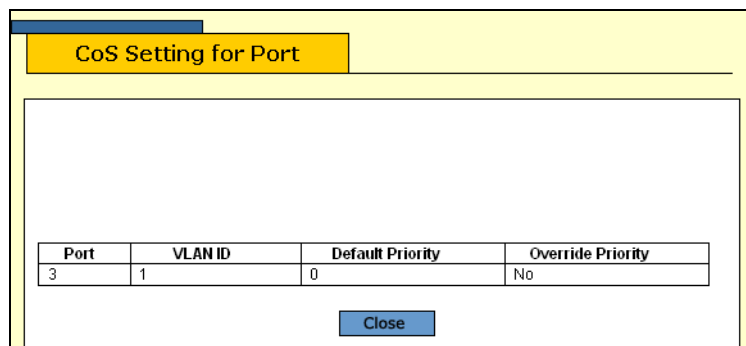 CoS Setting for Port
Port VLAN ID Default Priority Override Priority
3 1 0 No
Close